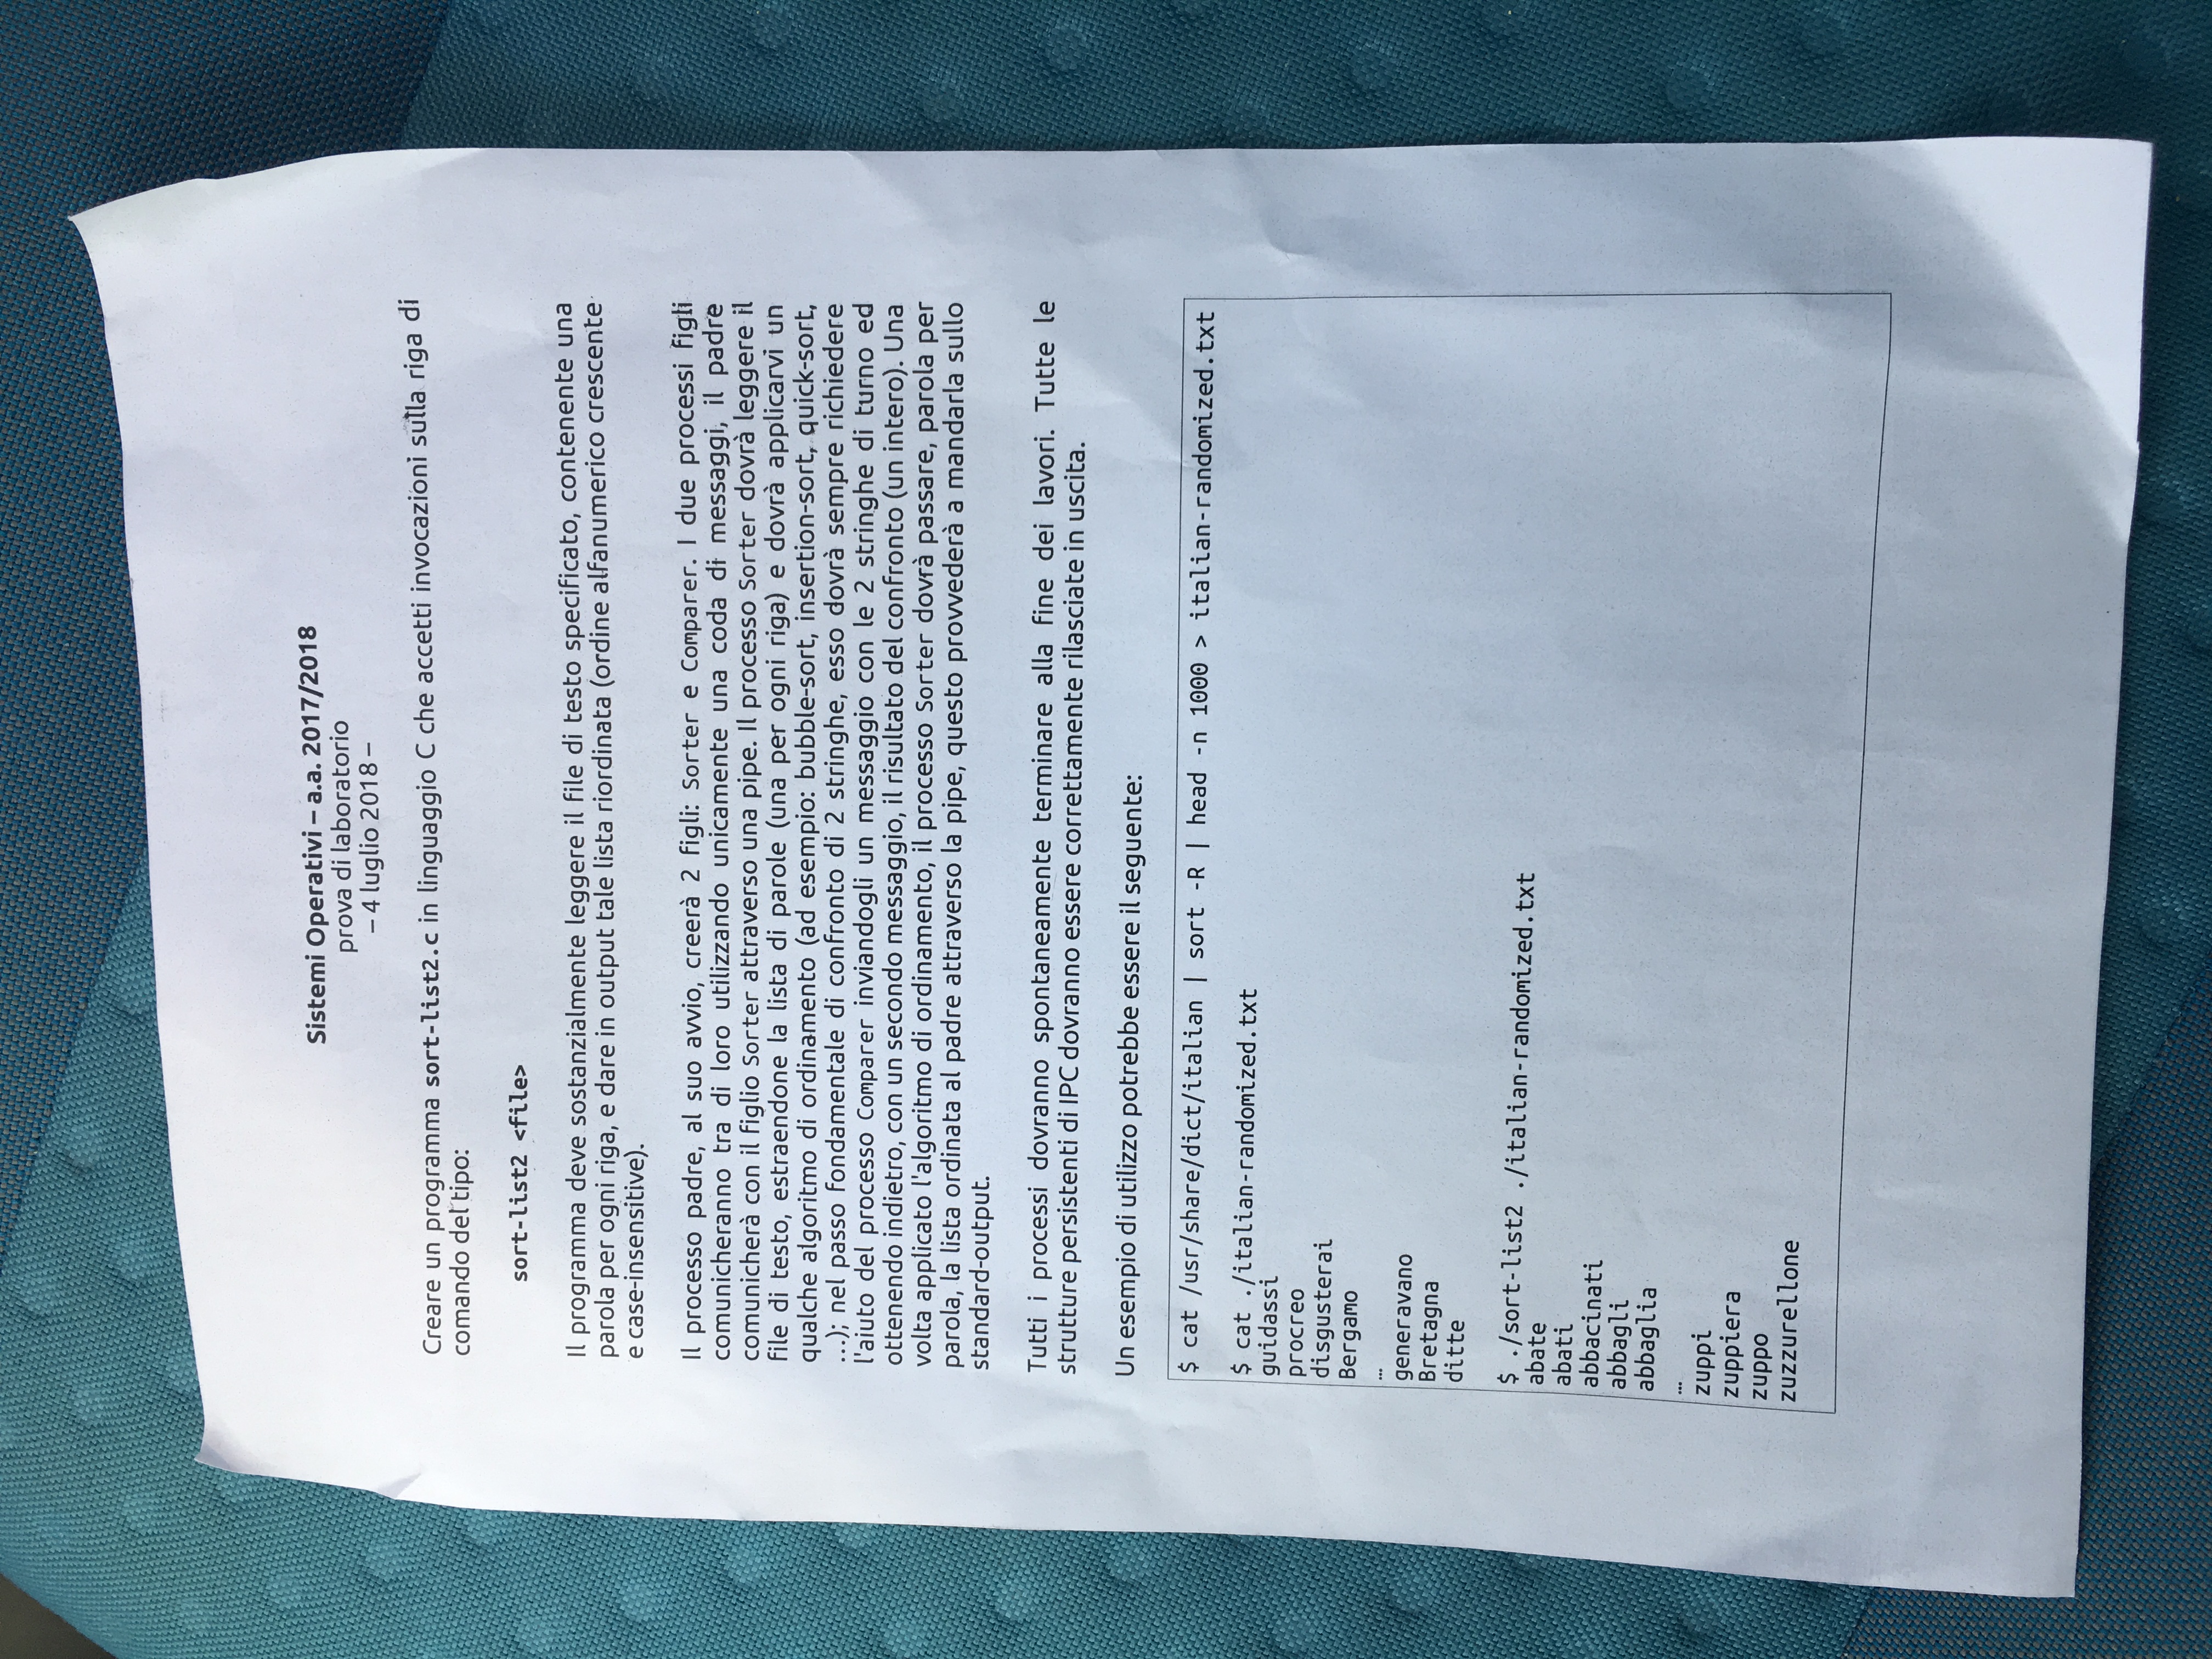 Sistemi Operativi – a.a. 2017/2018
prova di laboratorio
– 4 luglio 2018 –
Creare un programma sort-list2.c in linguaggio C che accetti invocazioni sulla riga di
comando del tipo:
sort-list2 <file>
Il programma deve sostanzialmente leggere il file di testo specificato, contenente una
parola per ogni riga, e dare in output tale lista riordinata (ordine alfanumerico crescente
e case-insensitive).
Il processo padre, al suo avvio, creerà 2 figli: Sorter e Comparer. I due processi figli
comunicheranno tra di loro utilizzando unicamente una coda di messaggi, il padre
comunicherà con il figlio Sorter attraverso una pipe. Il processo Sorter dovrà leggere il
file di testo, estraendone la lista di parole (una per ogni riga) e dovrà applicarvi un
qualche algoritmo di ordinamento (ad esempio: bubble-sort, insertion-sort, quick-sort,
...); nel passo fondamentale di confronto di 2 stringhe, esso dovrà sempre richiedere
l'aiuto del processo Comparer inviandogli un messaggio con le 2 stringhe di turno ed
ottenendo indietro, con un secondo messaggio, il risultato del confronto (un intero). Una
volta applicato l'algoritmo di ordinamento, il processo Sorter dovrà passare, parola per
parola, la lista ordinata al padre attraverso la pipe, questo provvederà a mandarla sullo
standard-output.
Tutti i processi dovranno spontaneamente terminare alla fine dei lavori. Tutte le
strutture persistenti di IPC dovranno essere correttamente rilasciate in uscita.
Un esempio di utilizzo potrebbe essere il seguente:
$ cat /usr/share/dict/italian | sort -R | head -n 1000 > italian-randomized.txt
$ cat ./italian-randomized.txt
guidassi
procreo
disgusterai
Bergamo
...
generavano
Bretagna
ditte
$ ./sort-list2 ./italian-randomized.txt
abate
abati
abbacinati
abbagli
abbaglia
...
zuppi
zuppiera
zuppo
zuzzurellone